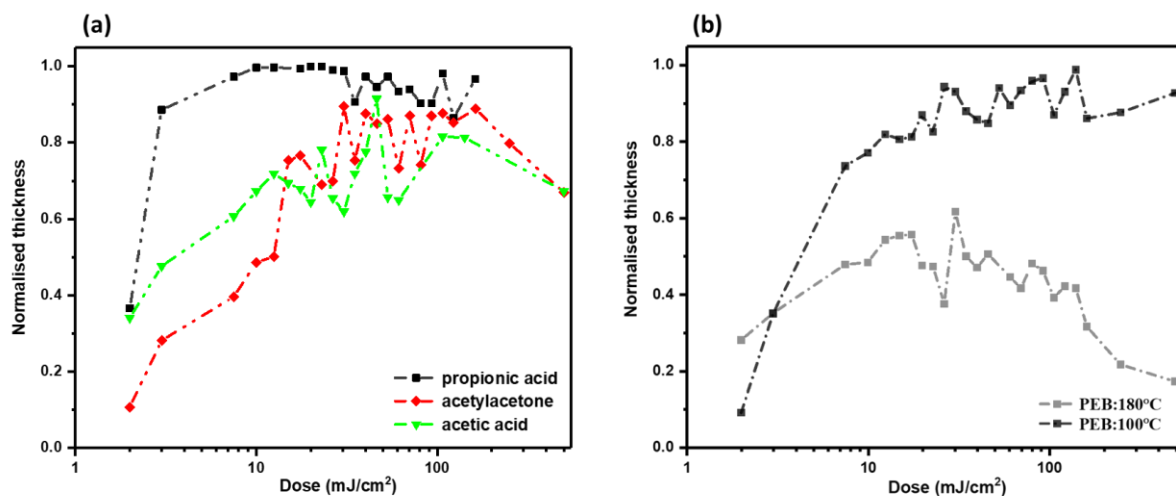 (a)
Normalised thickness
1.0
0.8
0.6
0.4
0.2
0.0
1
10
100
Dose (mJ/cm²)
propionic acid
acetylacetone
acetic acid
(b)
Normalised thickness
1.0
0.8
0.6
0.4
0.2
0.0
1
10
100
Dose (mJ/cm²)
PEB:180°C
PEB:100°C